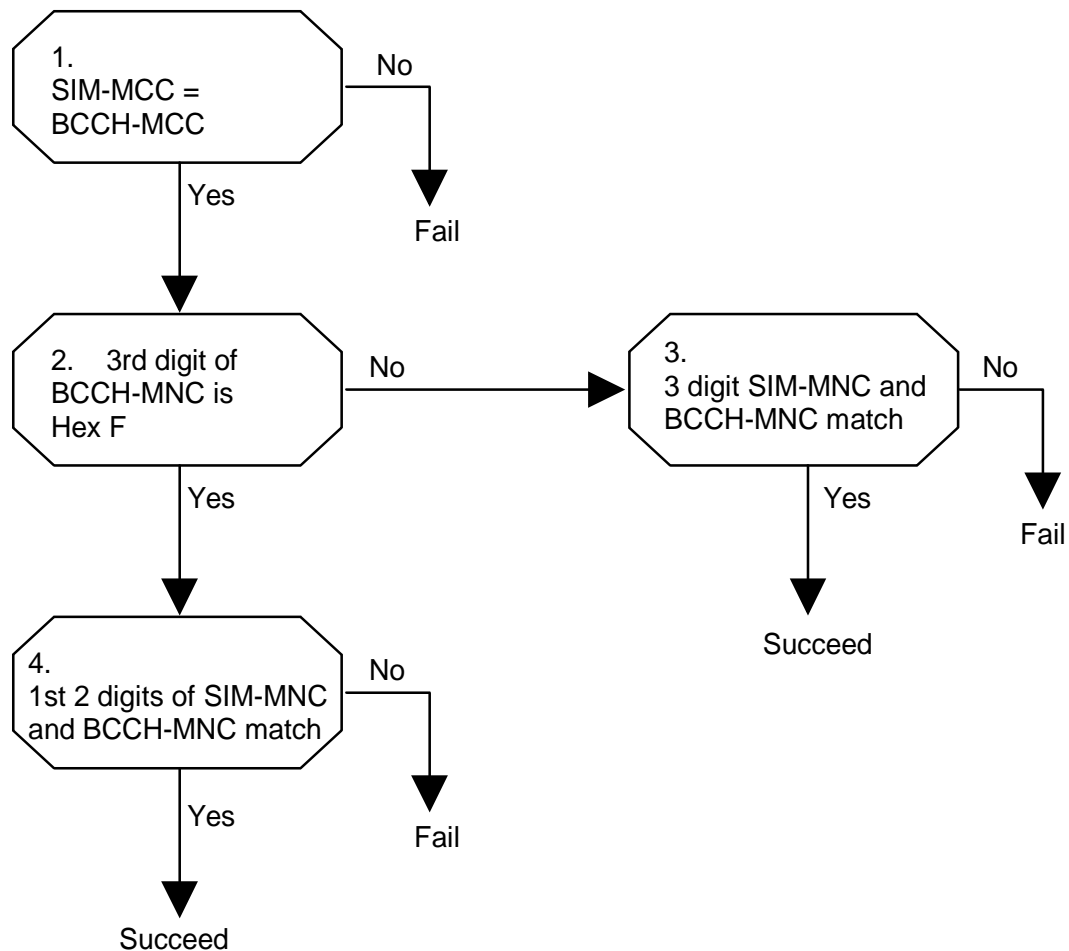 1.
SIM-MCC =
BCCH-MCC
No
Yes
Fail
2. 3rd digit of
BCCH-MNC is
Hex F
No
3.
3 digit SIM-MNC and
BCCH-MNC match
No
Yes
Yes
Fail
Succeed
4.
1st 2 digits of SIM-MNC
and BCCH-MNC match
No
Yes
Fail
Succeed